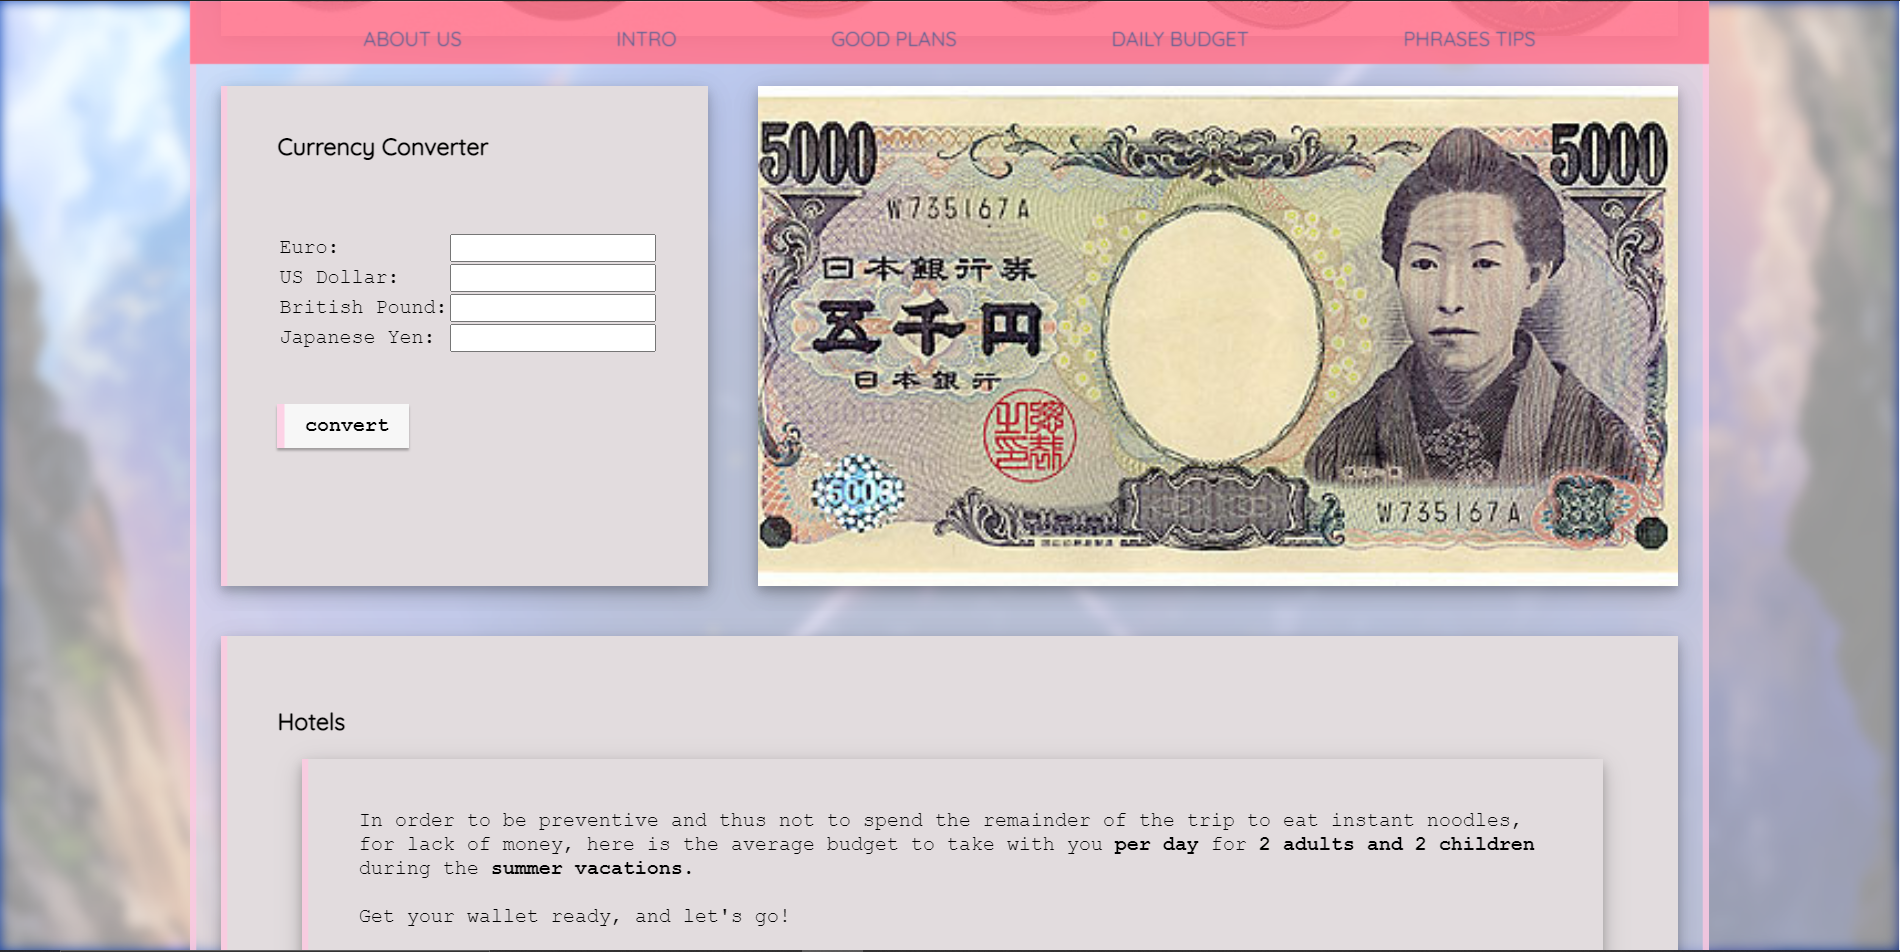 ABOUT US INTRO GOOD PLANS DAILY BUDGET PHRASES TIPS
Currency Converter
Euro:
US Dollar:
British Pound:
Japanese Yen:
convert
5000 5000
W735167A
日本銀行券
五千円
日本銀行
5000
W735167A
Hotels
In order to be preventive and thus not to spend the remainder of the trip to eat instant noodles,
for lack of money, here is the average budget to take with you per day for 2 adults and 2 children
during the summer vacations.
Get your wallet ready, and let's go!